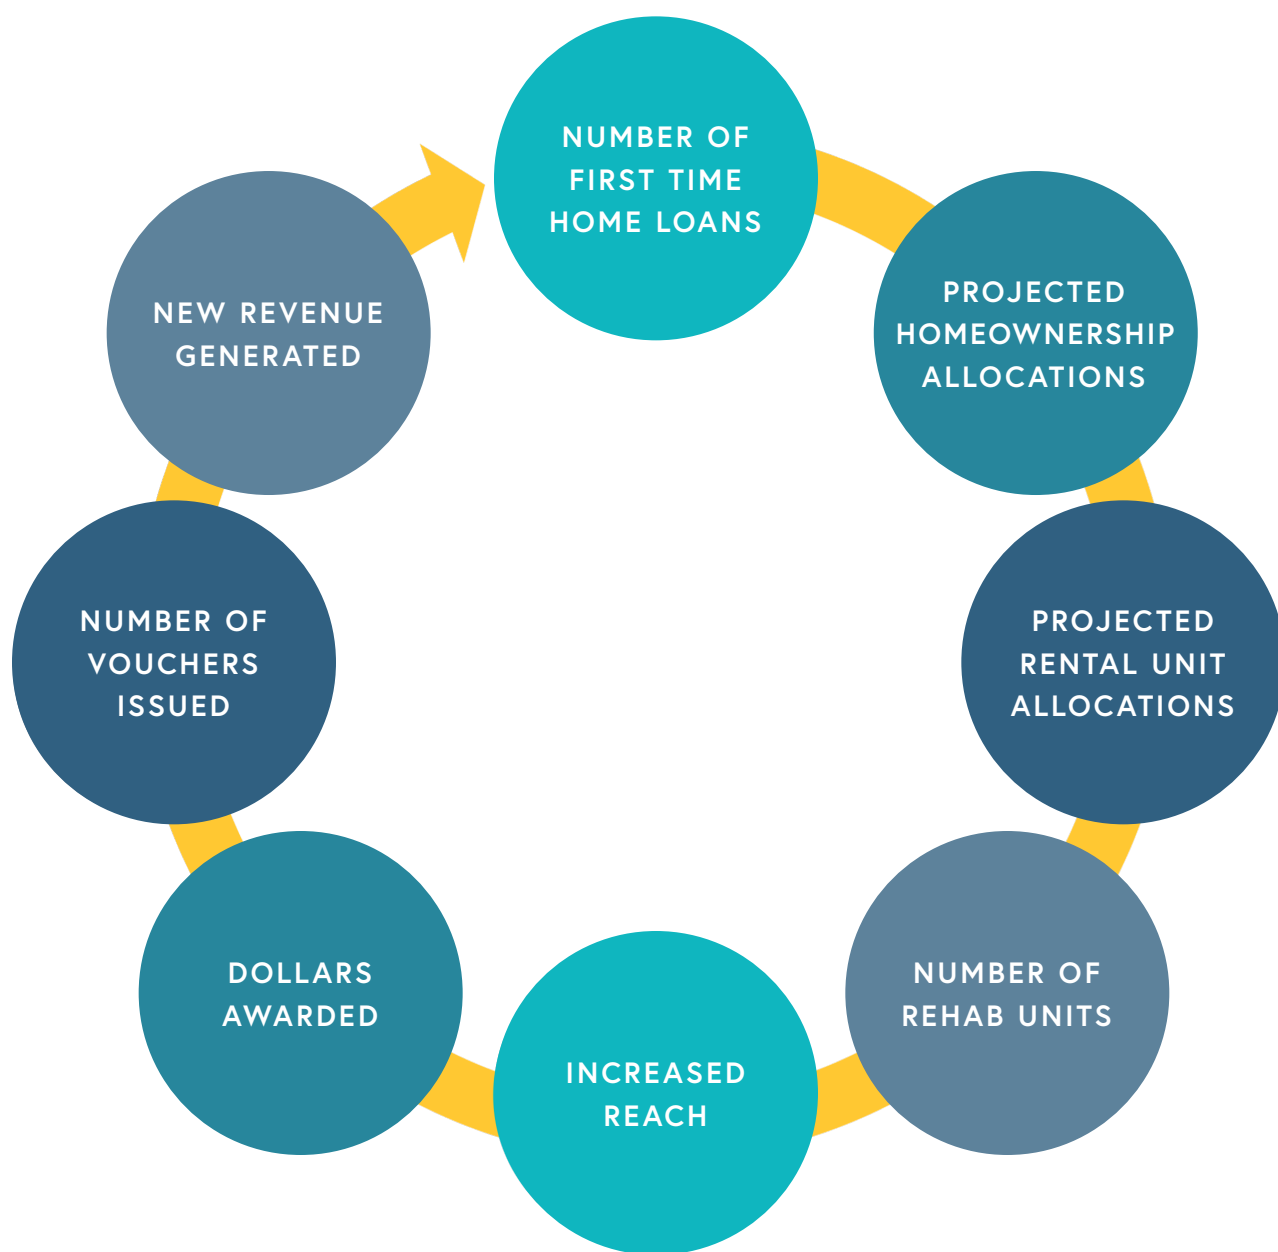 NUMBER OF
FIRST TIME
HOME LOANS
PROJECTED
HOMEOWNERSHIP
ALLOCATIONS
PROJECTED
RENTAL UNIT
ALLOCATIONS
NUMBER OF
REHAB UNITS
INCREASED
REACH
DOLLARS
AWARDED
NUMBER OF
VOUCHERS
ISSUED
NEW REVENUE
GENERATED